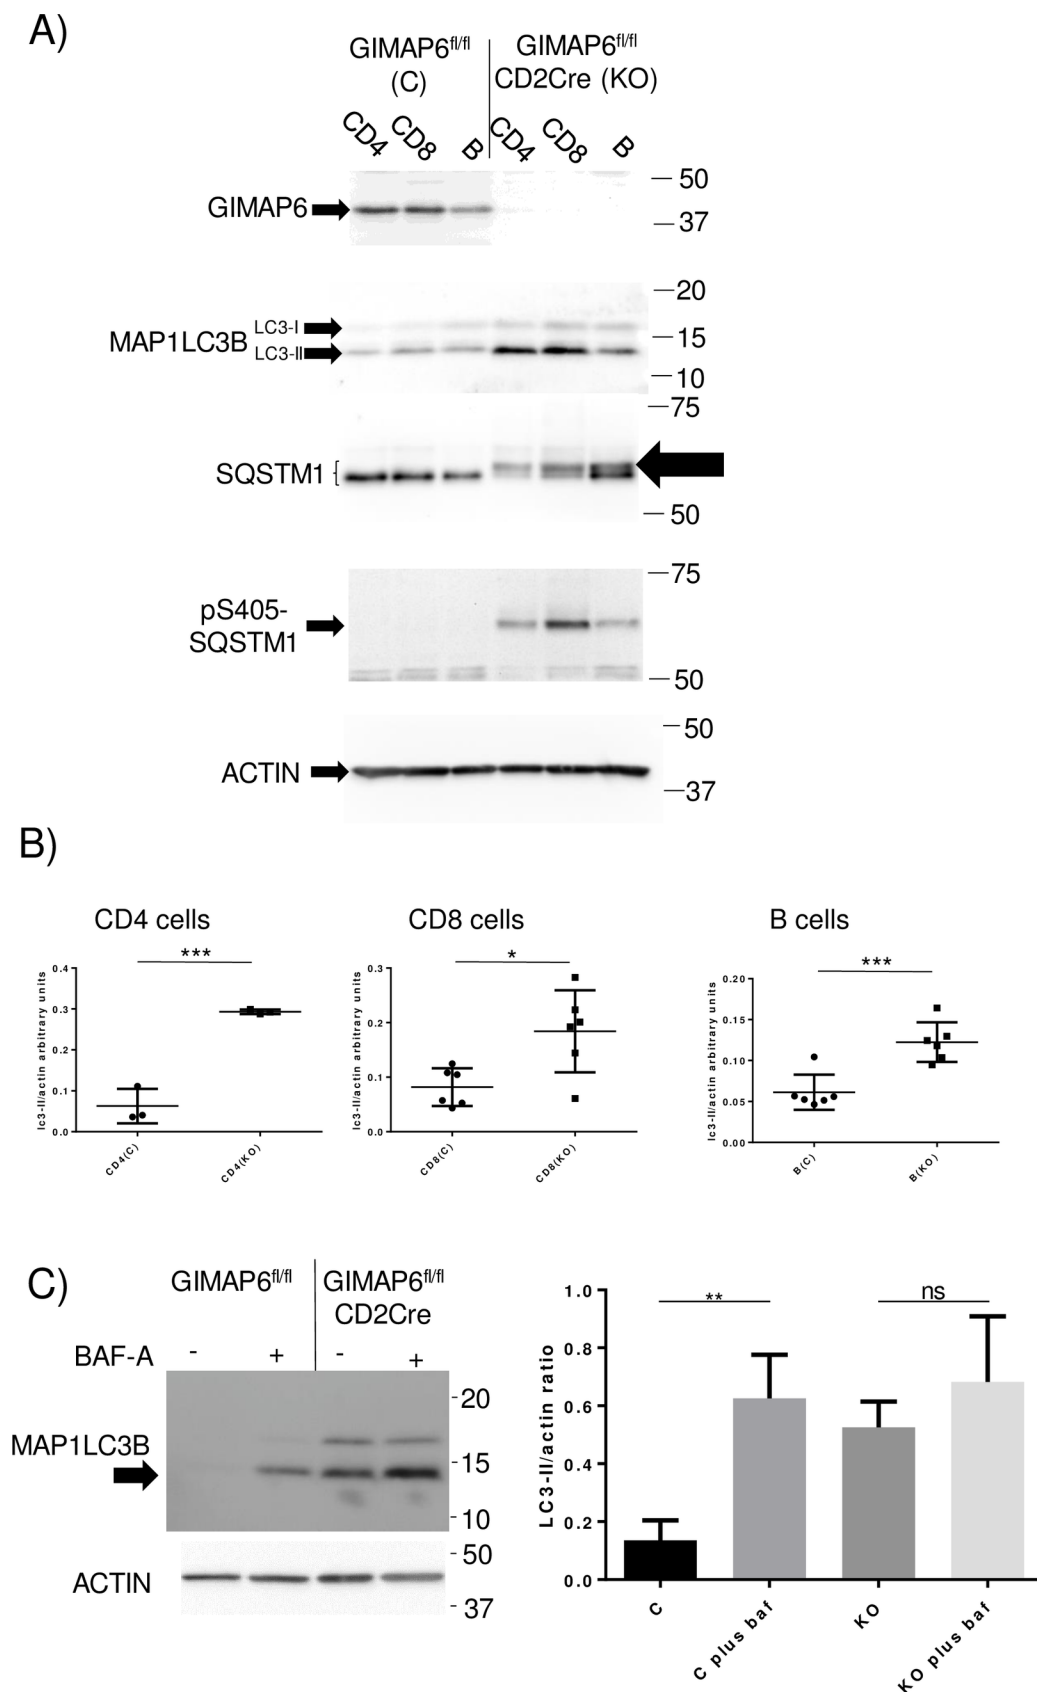 A)
GIMAP6fl/fl
(C)
GIMAP6fl/fl
CD2Cre (KO)
CD4 CD8 B CD4 CD8 B
GIMAP6
50
37
MAP1LC3B
LC3-I
LC3-II
20
15
10
SQSTM1
75
50
pS405-
SQSTM1
75
50
ACTIN
50
37
B)
CD4 cells
***
lc3-II/actin arbitrary units
0.4
0.3
0.2
0.1
0.0
CD4(C)
CD4(KO)
CD8 cells
*
lc3-II/actin arbitrary units
0.3
0.2
0.1
0.0
CD8(C)
CD8(KO)
B cells
***
lc3-II/actin arbitrary units
0.20
0.15
0.10
0.05
0.00
B(C)
B(KO)
C)
GIMAP6fl/fl
GIMAP6fl/fl
CD2Cre
BAF-A - + - +
MAP1LC3B
20
15
10
ACTIN
50
37
LC3-II/actin ratio
1.0
0.8
0.6
0.4
0.2
0.0
**
ns
C
C plus baf
KO
KO plus baf